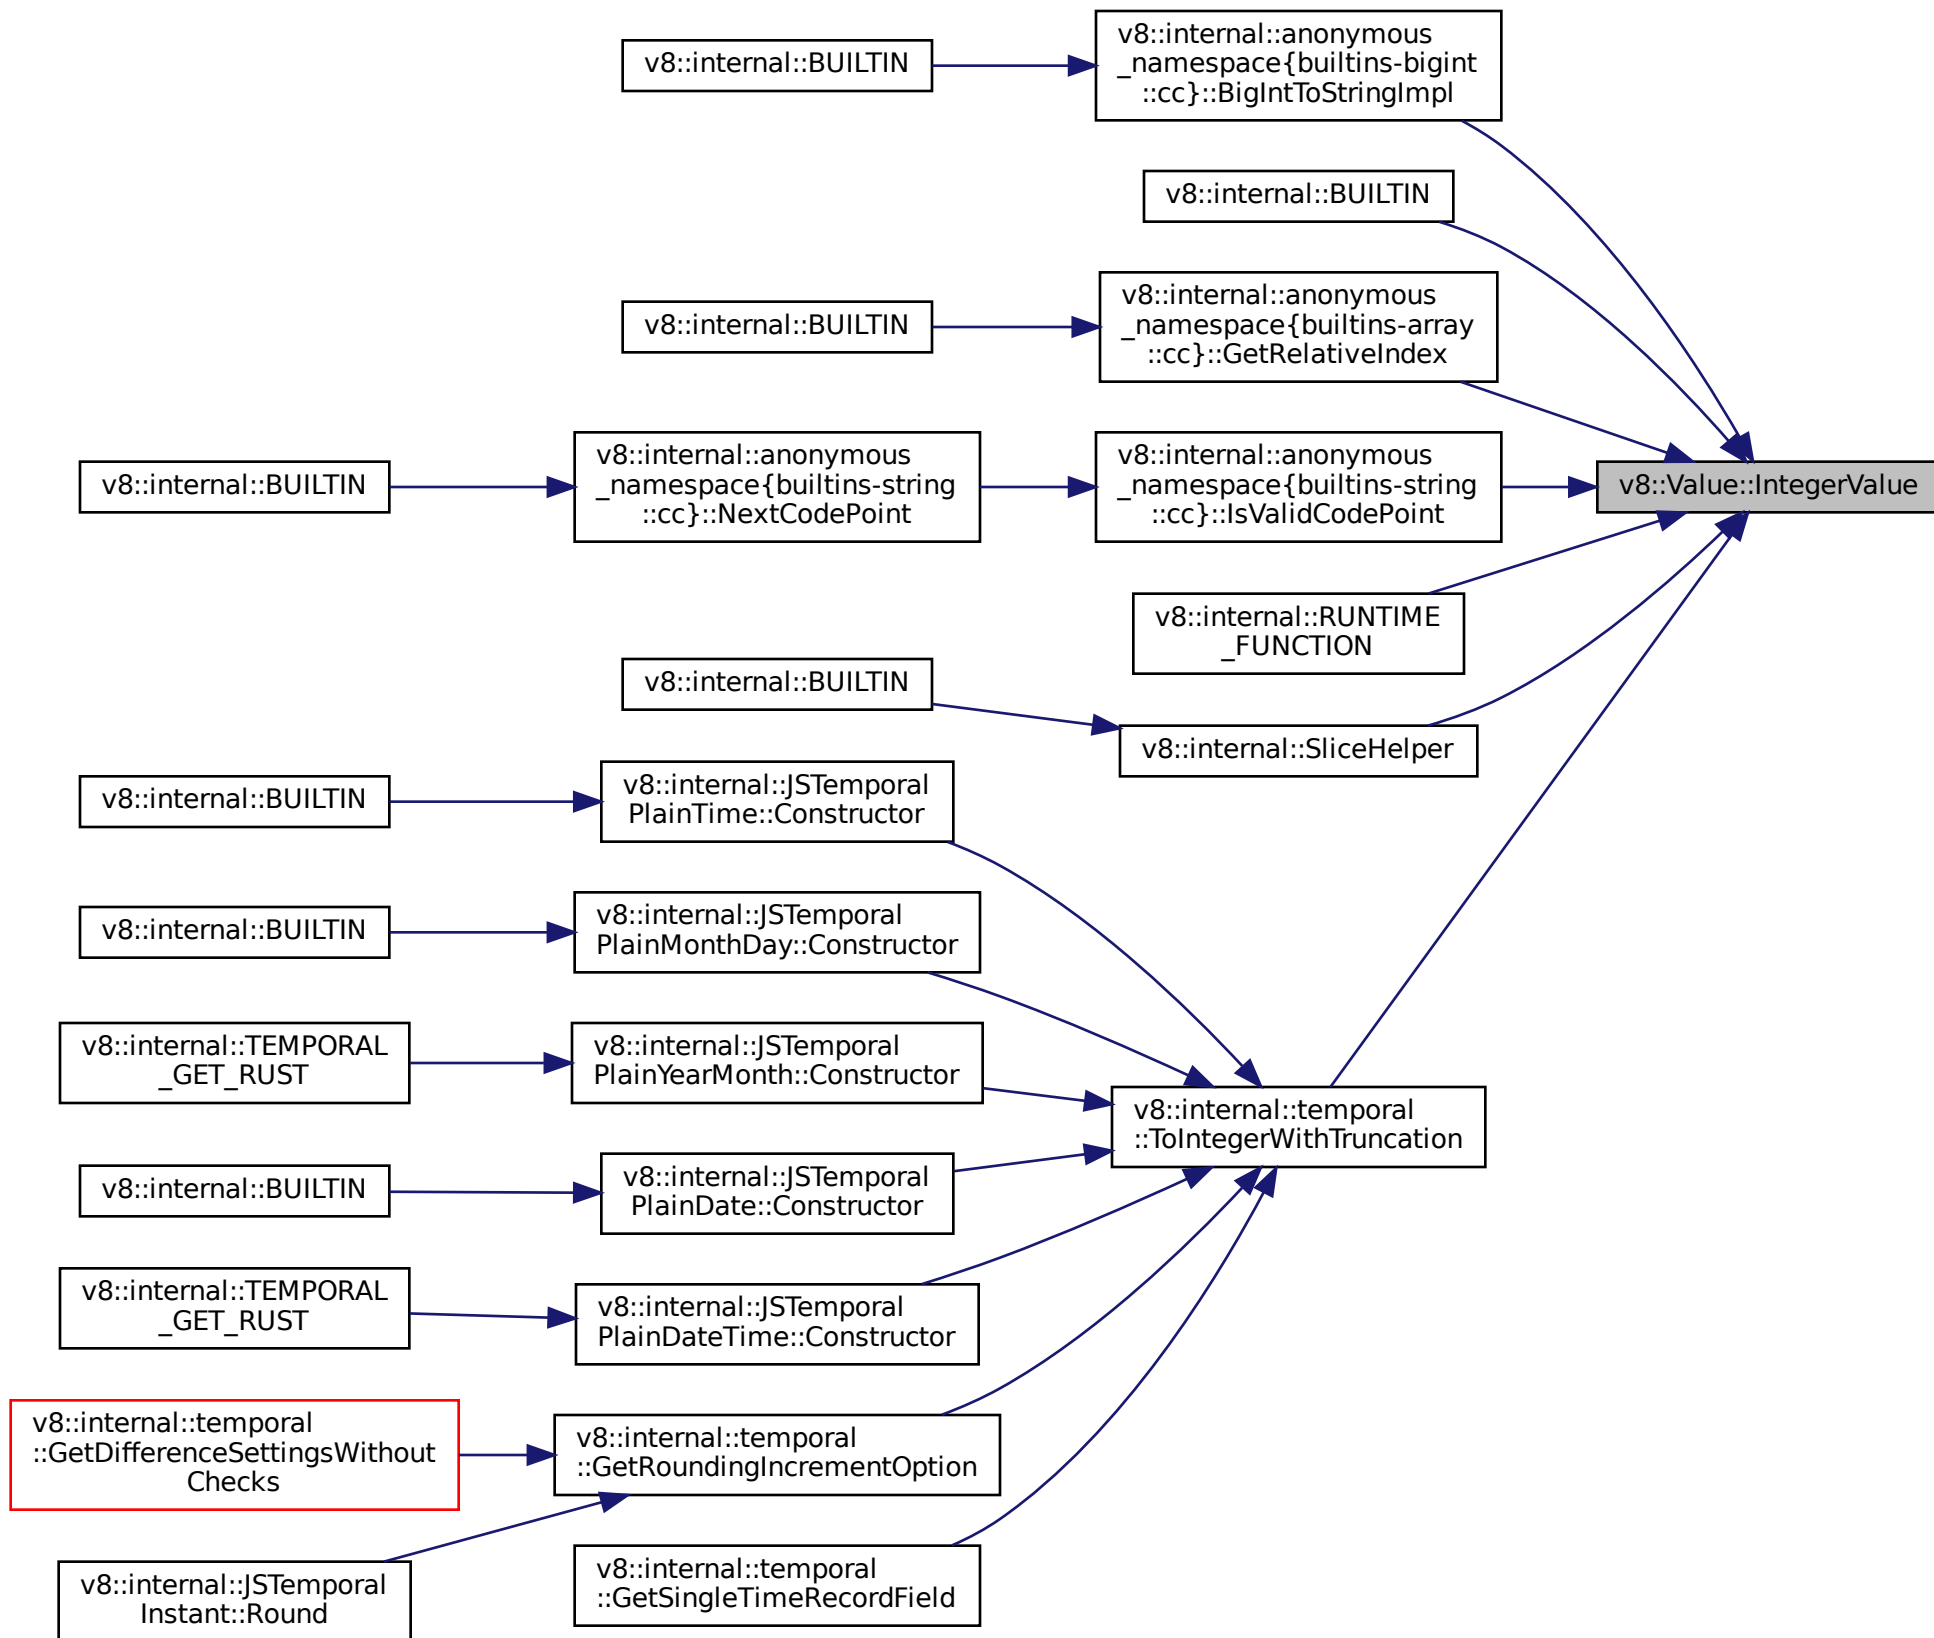 v8::internal::anonymous
_namespace{builtins-bigint
::cc}::BigIntToStringImpl
v8::internal::BUILTIN
v8::internal::BUILTIN
v8::internal::anonymous
_namespace{builtins-array
::cc}::GetRelativeIndex
v8::internal::BUILTIN
v8::internal::BUILTIN
v8::internal::anonymous
_namespace{builtins-string
::cc}::NextCodePoint
v8::internal::anonymous
_namespace{builtins-string
::cc}::IsValidCodePoint
v8::Value::IntegerValue
v8::internal::RUNTIME
_FUNCTION
v8::internal::BUILTIN
v8::internal::SliceHelper
v8::internal::BUILTIN
v8::internal::JSTemporal
PlainTime::Constructor
v8::internal::BUILTIN
v8::internal::JSTemporal
PlainMonthDay::Constructor
v8::internal::TEMPORAL
_GET_RUST
v8::internal::JSTemporal
PlainYearMonth::Constructor
v8::internal::temporal
::ToIntegerWithTruncation
v8::internal::BUILTIN
v8::internal::JSTemporal
PlainDate::Constructor
v8::internal::TEMPORAL
_GET_RUST
v8::internal::JSTemporal
PlainDateTime::Constructor
v8::internal::temporal
::GetDifferenceSettingsWithout
Checks
v8::internal::temporal
::GetRoundingIncrementOption
v8::internal::JSTemporal
Instant::Round
v8::internal::temporal
::GetSingleTimeRecordField